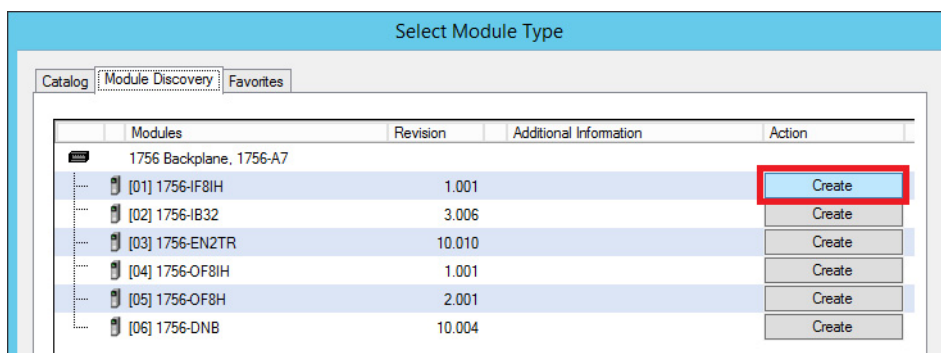 Select Module Type
Catalog Module Discovery Favorites
Modules Revision Additional Information Action
1756 Backplane, 1756-A7
[01] 1756-IF8IH 1.001 Create
[02] 1756-IB32 3.006 Create
[03] 1756-EN2TR 10.010 Create
[04] 1756-OF8IH 1.001 Create
[05] 1756-OF8H 2.001 Create
[06] 1756-DNB 10.004 Create